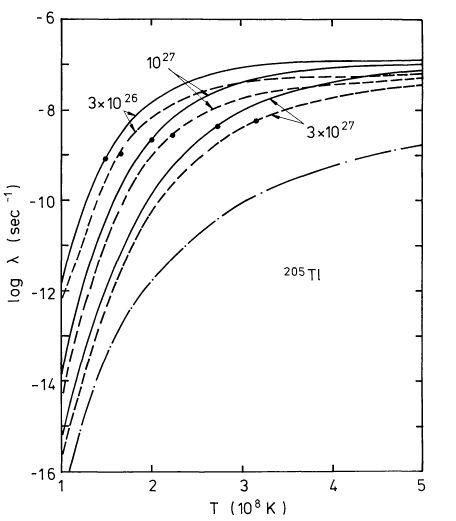 -6
-8
-10
-12
-14
-16
log λ (sec⁻¹)
10²⁷
3×10²⁶
3×10²⁷
²⁰⁵Tl
1 2 3 4 5
T (10⁸ K)